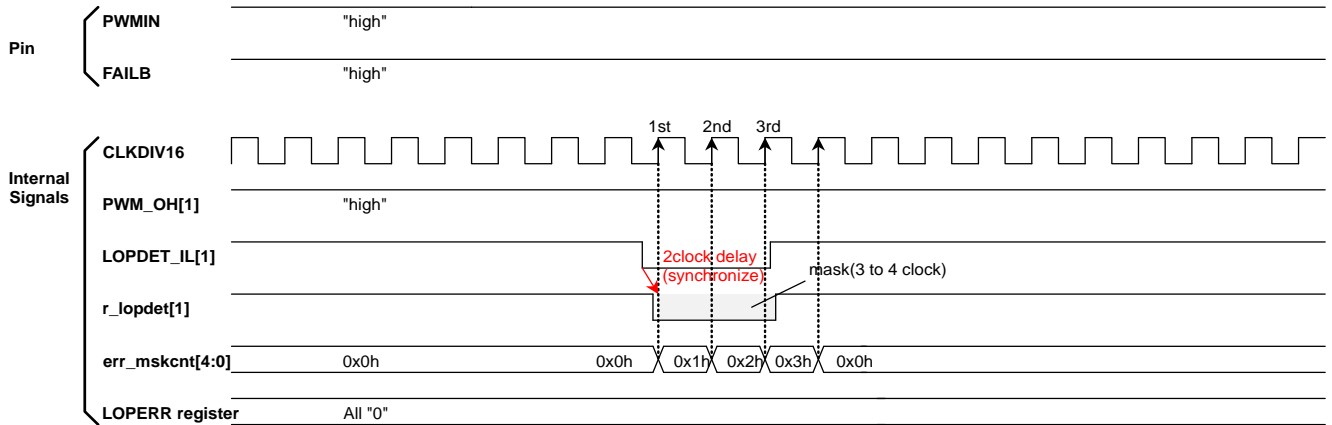 PWMIN "high"
Pin
FAILB "high"
1st 2nd 3rd
CLKDIV16
Internal
Signals
PWM_OH[1] "high"
LOPDET_IL[1]
2clock delay
(synchronize)
mask(3 to 4 clock)
r_lopdet[1]
err_mskcnt[4:0] 0x0h 0x0h 0x1h 0x2h 0x3h 0x0h
LOPERR register All "0"